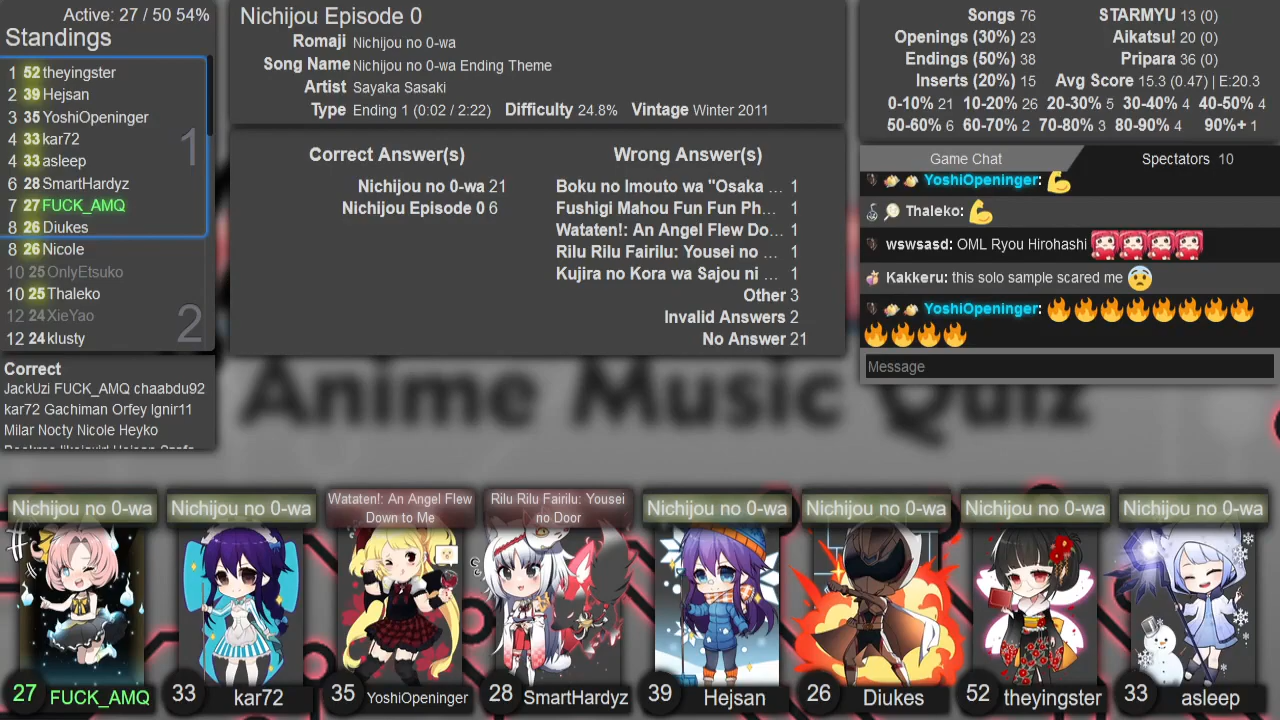 Active: 27 / 50 54%
Standings
1 52 theyingster
2 39 Hejsan
3 35 YoshiOpeninger
4 33 kar72
4 33 asleep
6 28 SmartHardyz
7 27 FUCK_AMQ
8 26 Diukes
1
8 26 Nicole
10 25 OnlyEtsuko
10 25 Thaleko
12 24 XieYao
12 24 klusty
2
Correct
JackUzi FUCK_AMQ chaabdu92
kar72 Gachiman Orfey Ignir11
Milar Nocty Nicole Heyko
Nichijou Episode 0
Romaji Nichijou no 0-wa
Song Name Nichijou no 0-wa Ending Theme
Artist Sayaka Sasaki
Type Ending 1 (0:02 / 2:22) Difficulty 24.8% Vintage Winter 2011
Correct Answer(s)
Nichijou no 0-wa 21
Nichijou Episode 0 6
Wrong Answer(s)
Boku no Imouto wa "Osaka ... 1
Fushigi Mahou Fun Fun Ph... 1
Wataten!: An Angel Flew Do... 1
Rilu Rilu Fairilu: Yousei no ... 1
Kujira no Kora wa Sajou ni ... 1
Other 3
Invalid Answers 2
No Answer 21
Songs 76 STARMYU 13 (0)
Openings (30%) 23 Aikatsu! 20 (0)
Endings (50%) 38 Pripara 36 (0)
Inserts (20%) 15 Avg Score 15.3 (0.47) | E:20.3
0-10% 21 10-20% 26 20-30% 5 30-40% 4 40-50% 4
50-60% 6 60-70% 2 70-80% 3 80-90% 4 90%+ 1
Game Chat Spectators 10
YoshiOpeninger: 💪
Thaleko: 💪
wswsasd: OML Ryou Hirohashi
Kakkeru: this solo sample scared me 😨
YoshiOpeninger: 🔥🔥🔥🔥🔥🔥🔥🔥
🔥🔥🔥🔥
Message
Anime Music Quiz
Nichijou no 0-wa
Nichijou no 0-wa
Wataten!: An Angel Flew
Down to Me
Rilu Rilu Fairilu: Yousei
no Door
Nichijou no 0-wa
Nichijou no 0-wa
Nichijou no 0-wa
Nichijou no 0-wa
27 FUCK_AMQ
33 kar72
35 YoshiOpeninger
28 SmartHardyz
39 Hejsan
26 Diukes
52 theyingster
33 asleep